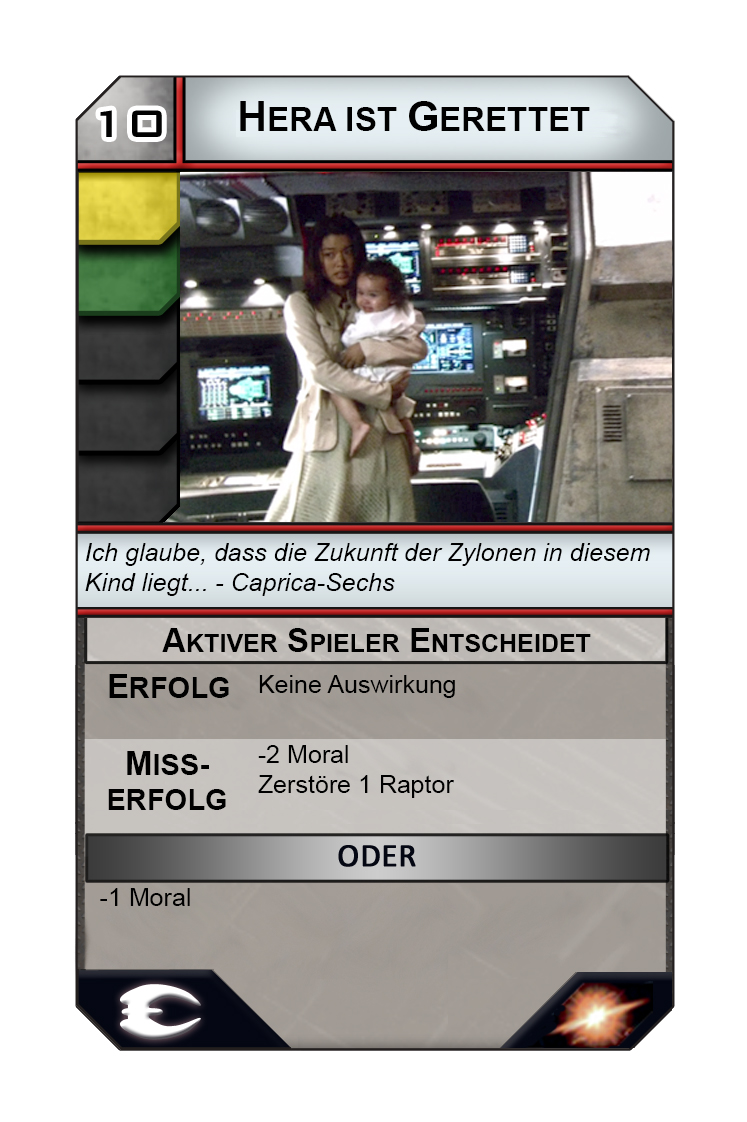 10
HERA IST GERETTET
Ich glaube, dass die Zukunft der Zylonen in diesem
Kind liegt... - Caprica-Sechs
AKTIVER SPIELER ENTSCHEIDET
ERFOLG
Keine Auswirkung
MISS-
ERFOLG
-2 Moral
Zerstöre 1 Raptor
ODER
-1 Moral